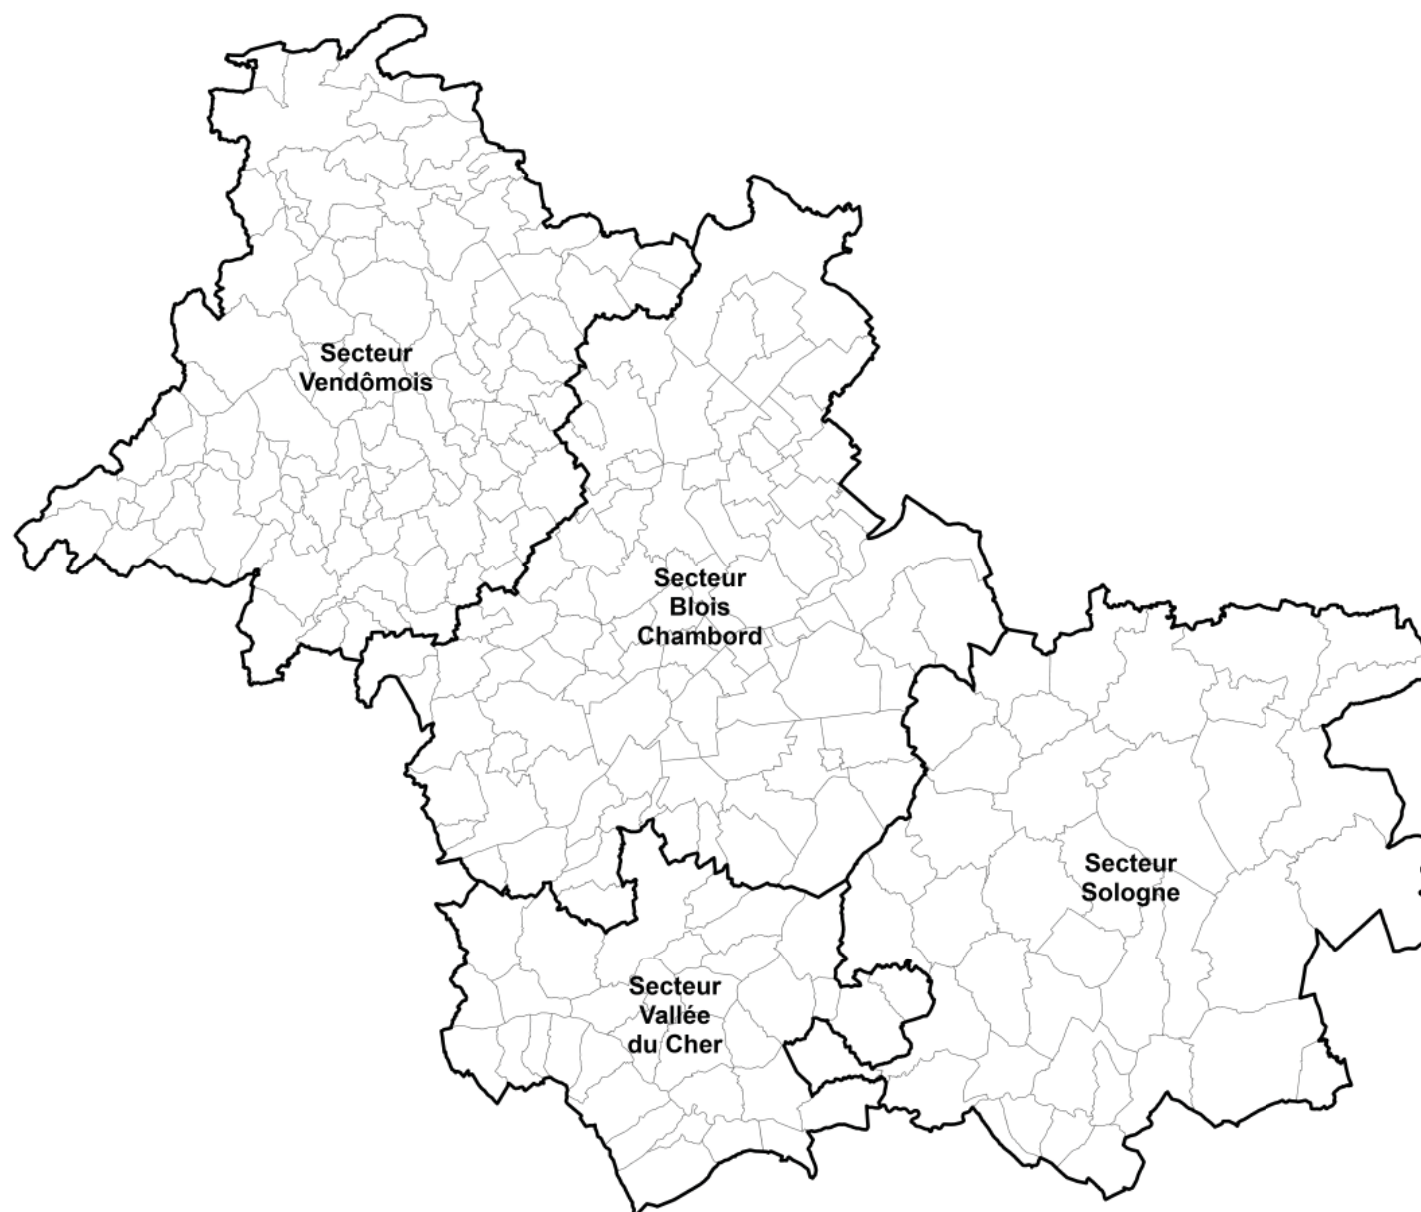 Secteur
Vendômois
Secteur
Blois
Chambord
Secteur
Sologne
Secteur
Vallée
du Cher